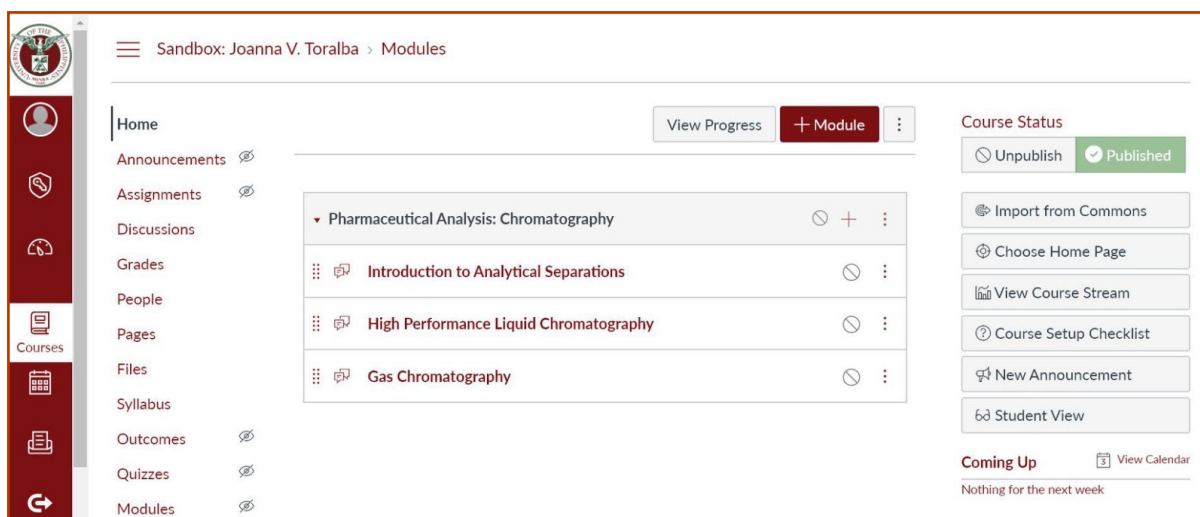 Sandbox: Joanna V. Toralba › Modules
Home
Announcements
Assignments
Discussions
Grades
People
Pages
Files
Syllabus
Outcomes
Quizzes
Modules
Courses
View Progress
+ Module
Pharmaceutical Analysis: Chromatography
Introduction to Analytical Separations
High Performance Liquid Chromatography
Gas Chromatography
Course Status
Unpublish Published
Import from Commons
Choose Home Page
View Course Stream
Course Setup Checklist
New Announcement
Student View
Coming Up 3 View Calendar
Nothing for the next week